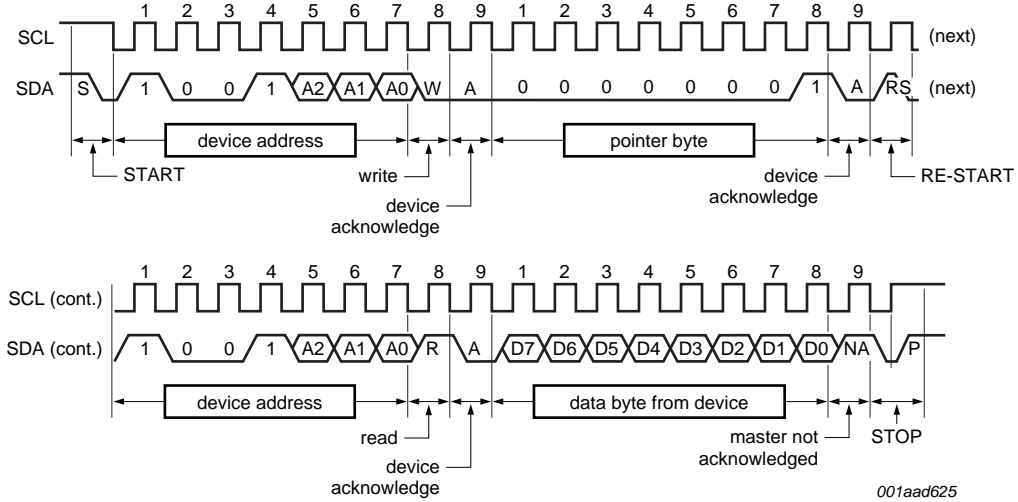 1 2 3 4 5 6 7 8 9 1 2 3 4 5 6 7 8 9
SCL (next)
SDA S 1 0 0 1 A2 A1 A0 W A 0 0 0 0 0 0 0 1 A RS (next)
device address pointer byte
START write device RE-START
device acknowledge
acknowledge
1 2 3 4 5 6 7 8 9 1 2 3 4 5 6 7 8 9
SCL (cont.)
SDA (cont.) 1 0 0 1 A2 A1 A0 R A D7 D6 D5 D4 D3 D2 D1 D0 NA P
device address data byte from device
read master not STOP
device acknowledged
acknowledge
001aad625